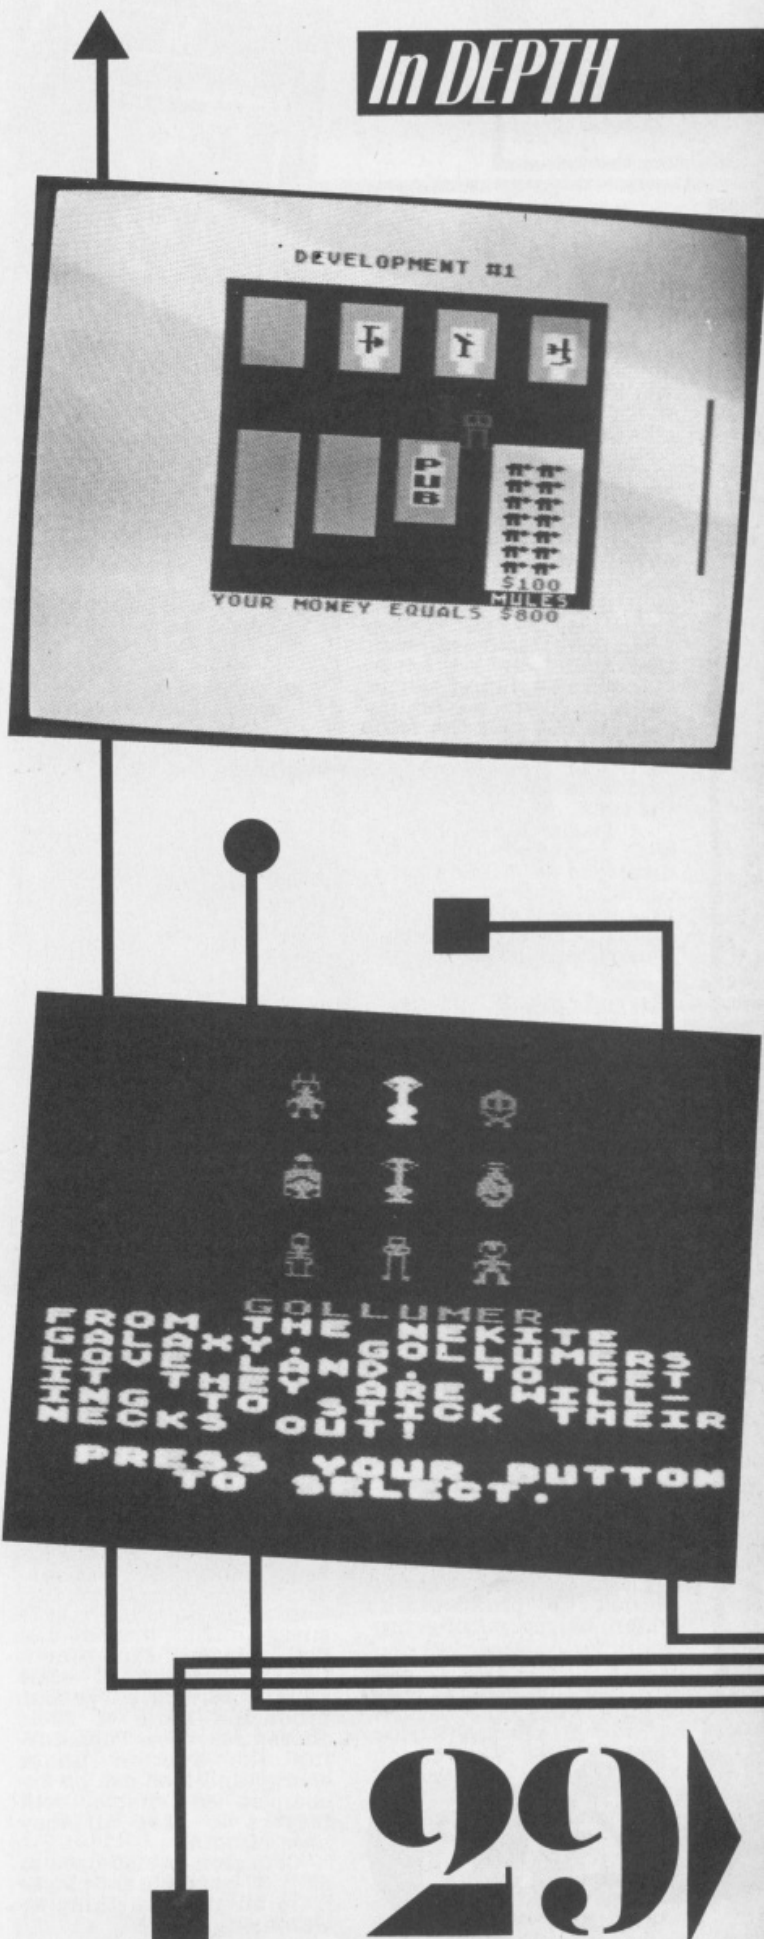 In DEPTH
DEVELOPMENT #1
PUB
$100
MULES
YOUR MONEY EQUALS $800
GOLLUMER
FROM THE NEKITE
GALAXY. GOLLUMERS
LOVE LAND. TO GET
IT THEY ARE WILL-
ING TO STICK THEIR
NECKS OUT!
PRESS YOUR BUTTON
TO SELECT.
29